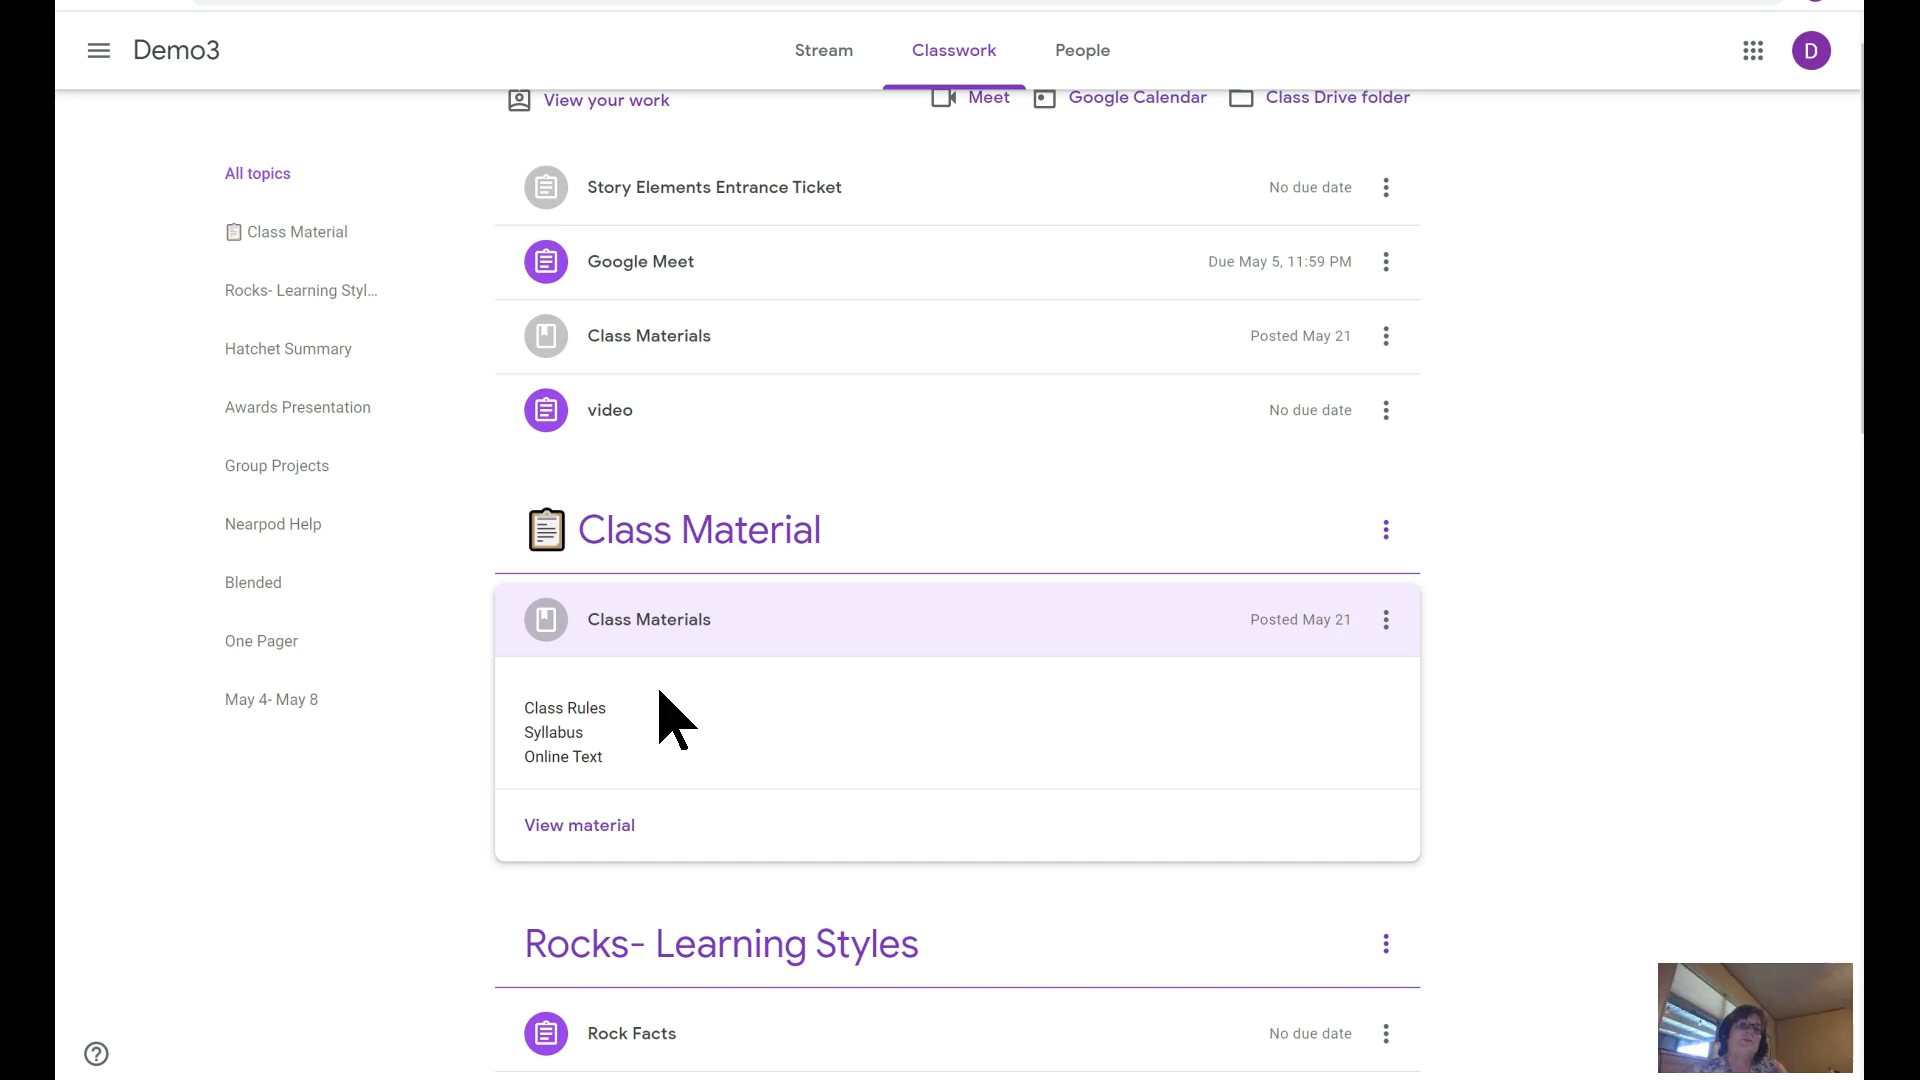 Demo3
Stream
Classwork
People
D
View your work
Meet
Google Calendar
Class Drive folder
All topics
Class Material
Rocks- Learning Styl...
Hatchet Summary
Awards Presentation
Group Projects
Nearpod Help
Blended
One Pager
May 4- May 8
Story Elements Entrance Ticket
No due date
Google Meet
Due May 5, 11:59 PM
Class Materials
Posted May 21
video
No due date
Class Material
Class Materials
Posted May 21
Class Rules
Syllabus
Online Text
View material
Rocks- Learning Styles
Rock Facts
No due date